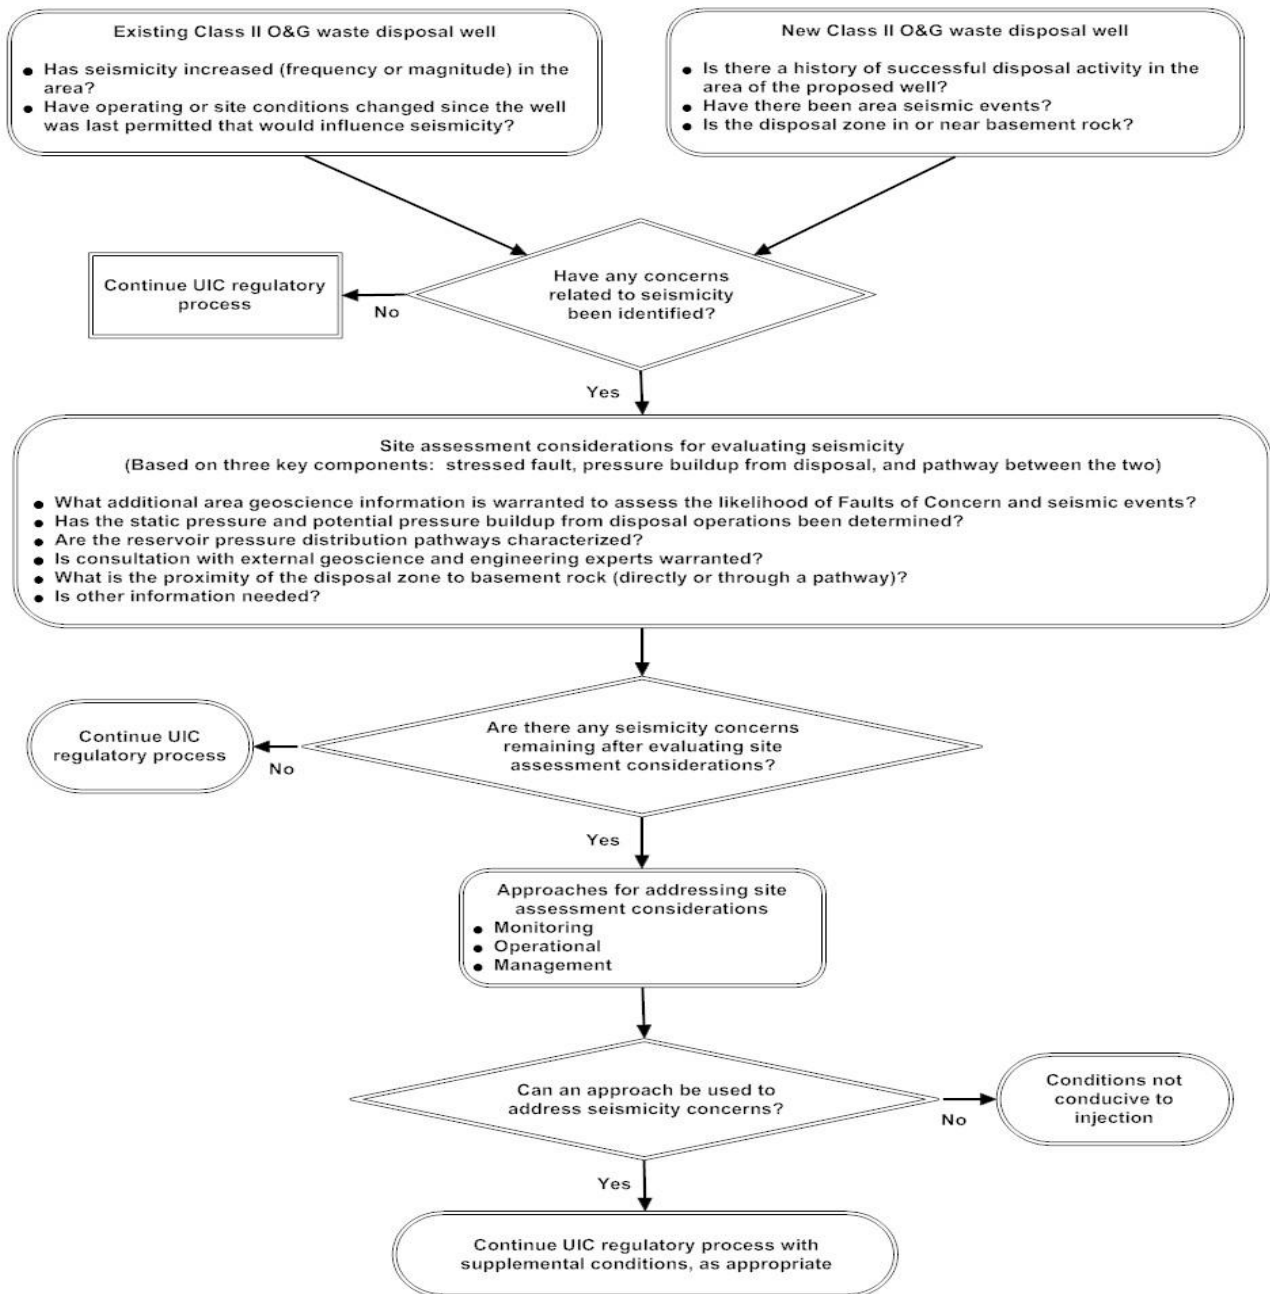 Existing Class II O&G waste disposal well
● Has seismicity increased (frequency or magnitude) in the
area?
● Have operating or site conditions changed since the well
was last permitted that would influence seismicity?
New Class II O&G waste disposal well
● Is there a history of successful disposal activity in the
area of the proposed well?
● Have there been area seismic events?
● Is the disposal zone in or near basement rock?
Have any concerns
related to seismicity
been identified?
No
Continue UIC regulatory
process
Yes
Site assessment considerations for evaluating seismicity
(Based on three key components: stressed fault, pressure buildup from disposal, and pathway between the two)
● What additional area geoscience information is warranted to assess the likelihood of Faults of Concern and seismic events?
● Has the static pressure and potential pressure buildup from disposal operations been determined?
● Are the reservoir pressure distribution pathways characterized?
● Is consultation with external geoscience and engineering experts warranted?
● What is the proximity of the disposal zone to basement rock (directly or through a pathway)?
● Is other information needed?
Are there any seismicity concerns
remaining after evaluating site
assessment considerations?
No
Continue UIC
regulatory process
Yes
Approaches for addressing site
assessment considerations
● Monitoring
● Operational
● Management
Can an approach be used to
address seismicity concerns?
No
Conditions not
conducive to
injection
Yes
Continue UIC regulatory process with
supplemental conditions, as appropriate